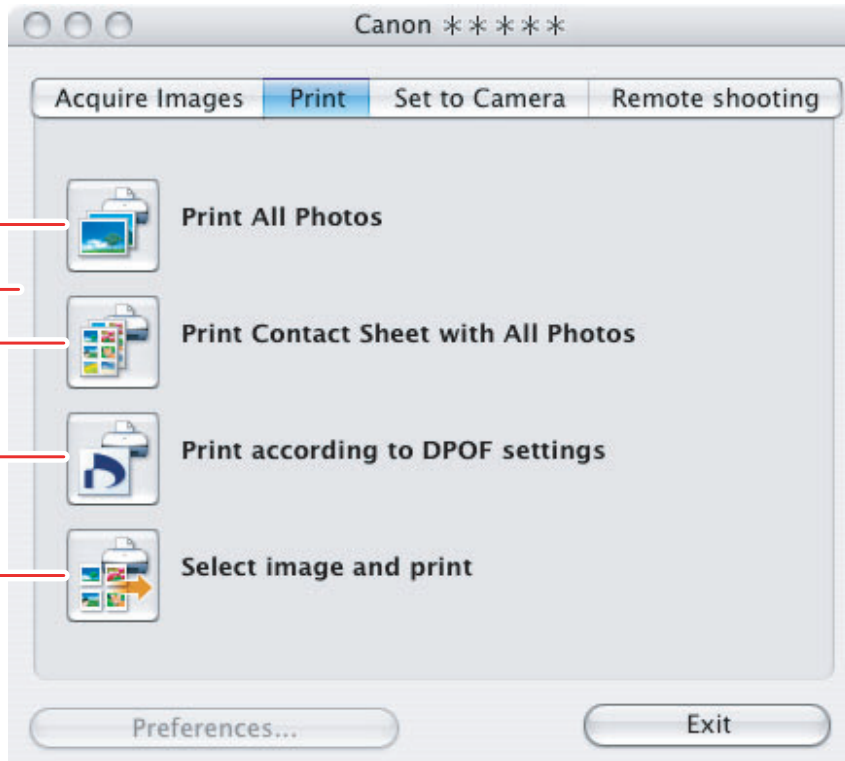 Canon *****
Acquire Images Print Set to Camera Remote shooting
Print All Photos
Print Contact Sheet with All Photos
Print according to DPOF settings
Select image and print
Preferences... Exit